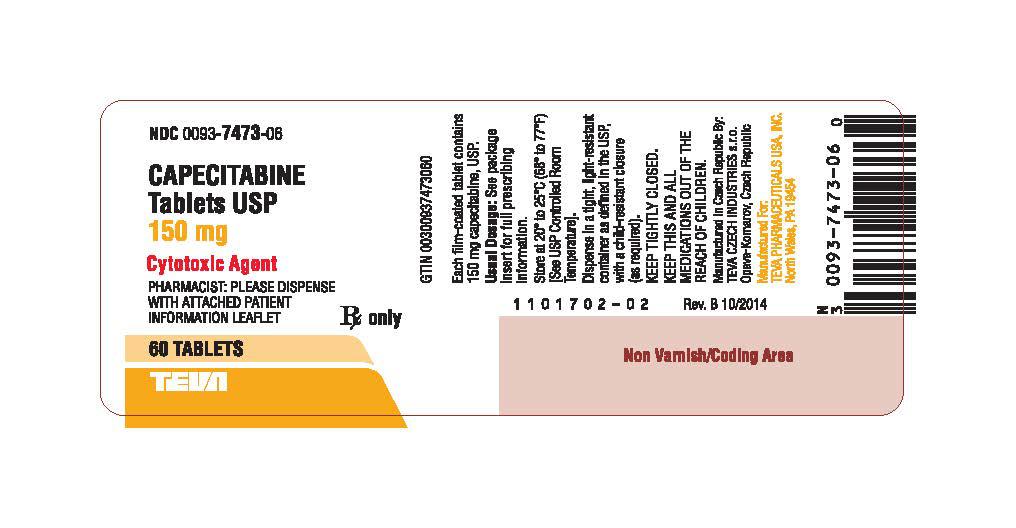 NDC 0093-7473-06
CAPECITABINE
Tablets USP
150 mg
Cytotoxic Agent
PHARMACIST: PLEASE DISPENSE
WITH ATTACHED PATIENT
INFORMATION LEAFLET
Rx only
60 TABLETS
TEVA
GTIN 00300937473060
Each film-coated tablet contains
150 mg capecitabine, USP.
Usual Dosage: See package
insert for full prescribing
information.
Store at 20° to 25°C (68° to 77°F)
[See USP Controlled Room
Temperature].
Dispense in a tight, light-resistant
container as defined in the USP,
with a child-resistant closure
(as required).
KEEP TIGHTLY CLOSED.
KEEP THIS AND ALL
MEDICATIONS OUT OF THE
REACH OF CHILDREN.
Manufactured In Czech Republic By:
TEVA CZECH INDUSTRIES s.r.o.
Opava-Komarov, Czech Republic
Manufactured For:
TEVA PHARMACEUTICALS USA, INC.
North Wales, PA 19454
1101702-02
Rev. B 10/2014
Non Varnish/Coding Area
N
3 0093-7473-06 0